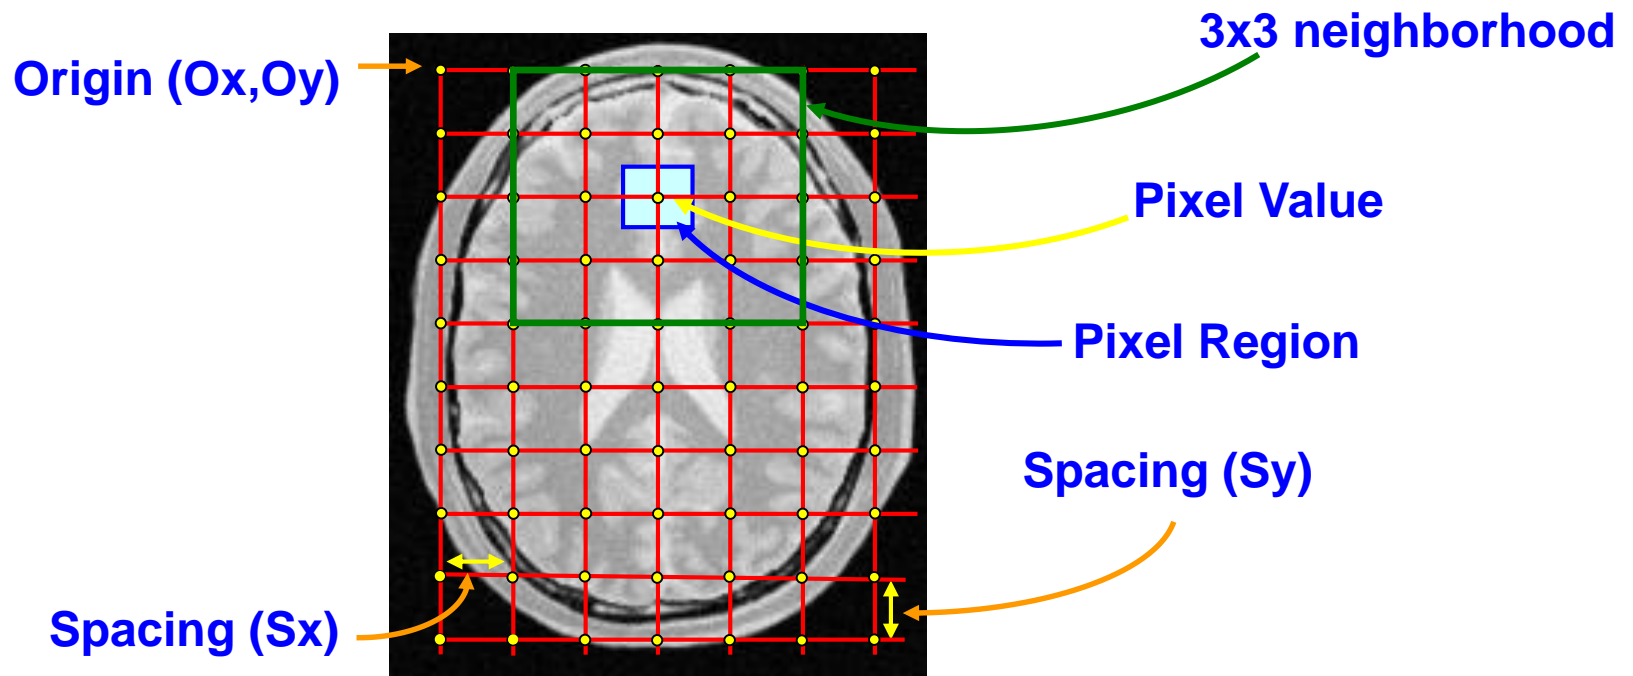 3x3 neighborhood
Origin (Ox,Oy)
Pixel Value
Pixel Region
Spacing (Sy)
Spacing (Sx)